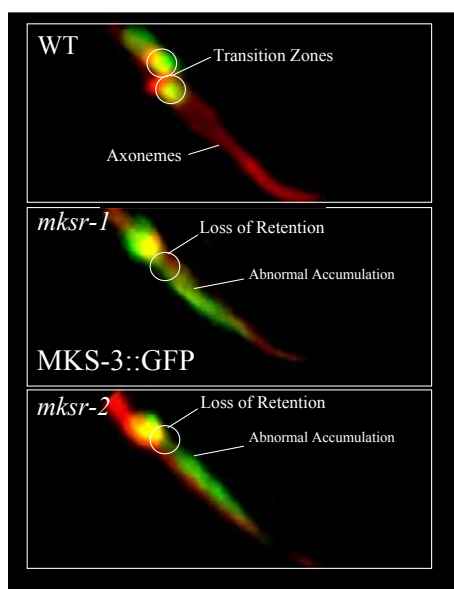 WT
Transition Zones
Axonemes
mksr-1
Loss of Retention
Abnormal Accumulation
MKS-3::GFP
mksr-2
Loss of Retention
Abnormal Accumulation